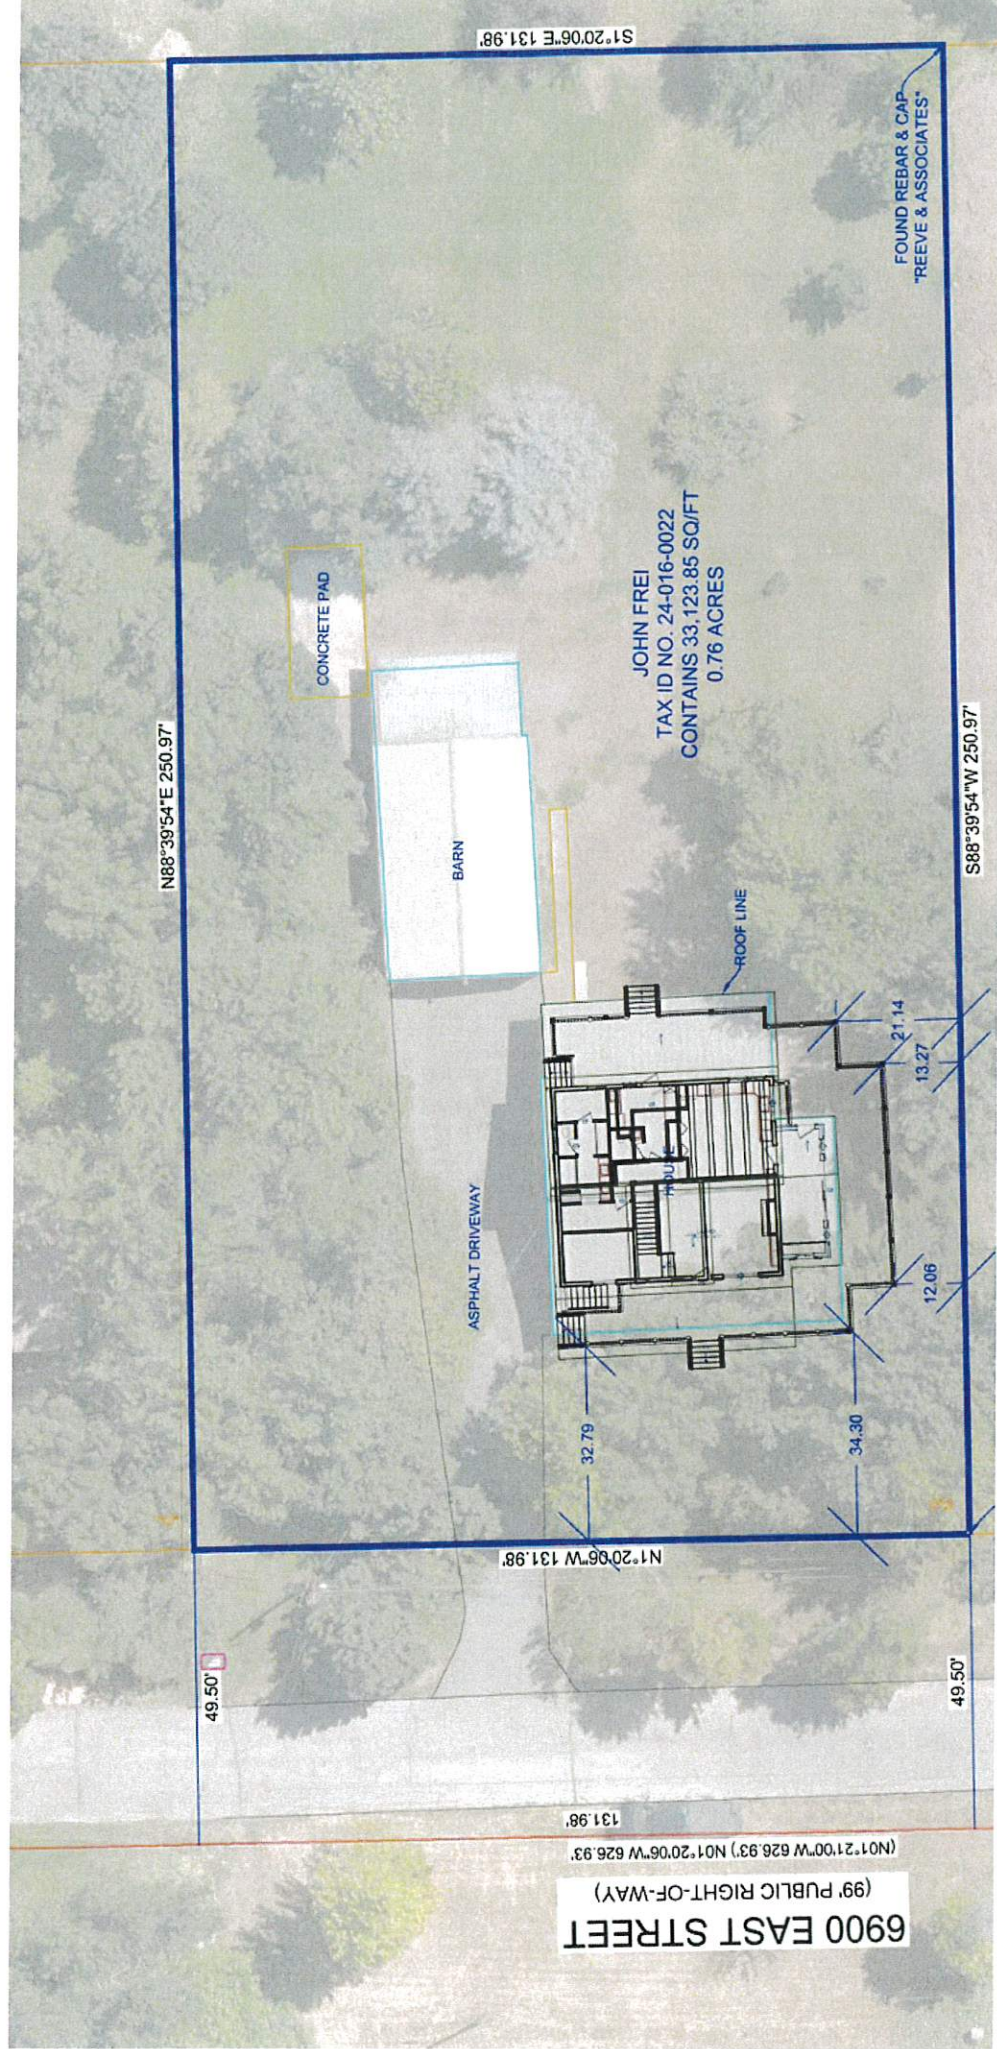 S1°20'06"E 131.98'
N88°39'54"E 250.97'
FOUND REBAR & CAP
"REEVE & ASSOCIATES"
CONCRETE PAD
JOHN FREI
TAX ID NO. 24-016-0022
CONTAINS 33,123.85 SQ/FT
0.76 ACRES
BARN
S88°39'54"W 250.97'
ROOF LINE
21.14
13.27
HOUSE
ASPHALT DRIVEWAY
12.06
32.79
34.30
N1°20'06"W 131.98'
49.50'
49.50'
131.98'
(N01°21'00"W 626.93') N01°20'06"W 626.93'
(99' PUBLIC RIGHT-OF-WAY)
6900 EAST STREET